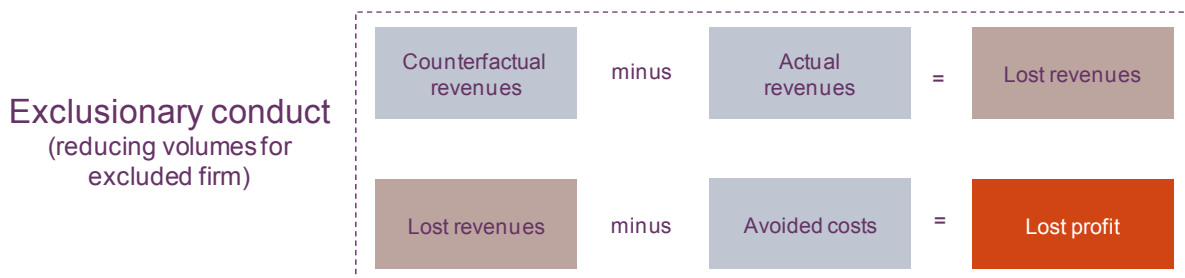 Exclusionary conduct
(reducing volumes for
excluded firm)
Counterfactual
revenues
minus
Actual
revenues
=
Lost revenues
Lost revenues
minus
Avoided costs
=
Lost profit